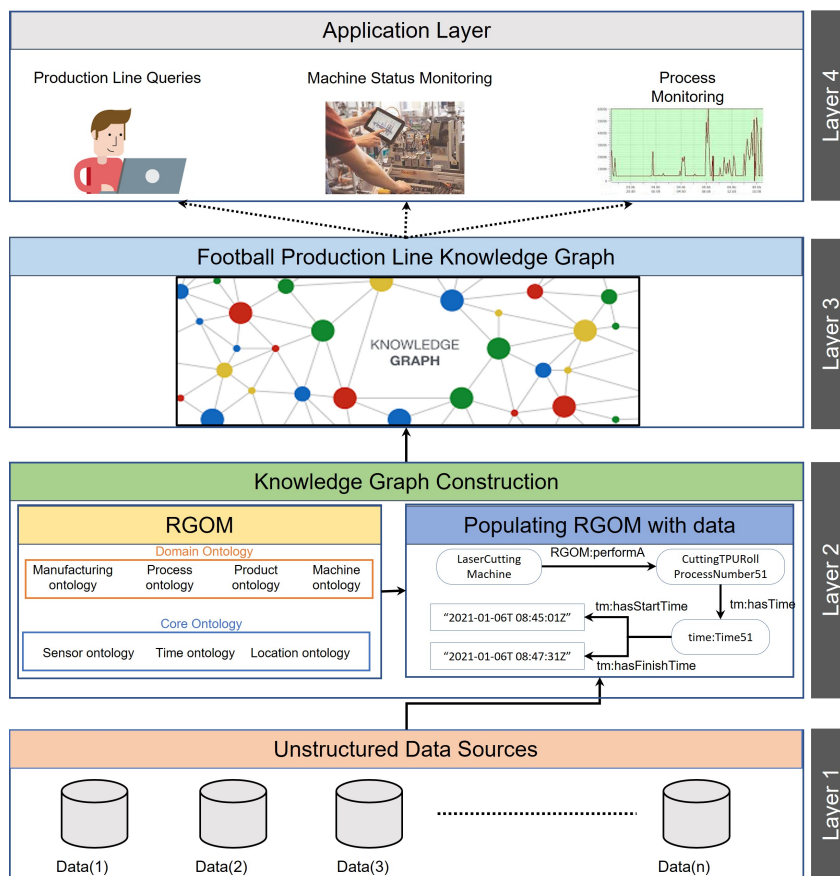 Application Layer
Layer 4
Production Line Queries
Machine Status Monitoring
Process
Monitoring
Football Production Line Knowledge Graph
Layer 3
KNOWLEDGE
GRAPH
Knowledge Graph Construction
Layer 2
RGOM
Domain Ontology
Manufacturing
ontology
Process
ontology
Product
ontology
Machine
ontology
Core Ontology
Sensor ontology
Time ontology
Location ontology
Populating RGOM with data
LaserCutting
Machine
RGOM:performA
CuttingTPURoll
ProcessNumber51
tm:hasStartTime
tm:hasTime
“2021-01-06T 08:45:01Z”
time:Time51
“2021-01-06T 08:47:31Z”
tm:hasFinishTime
Unstructured Data Sources
Layer 1
Data(1)
Data(2)
Data(3)
Data(n)